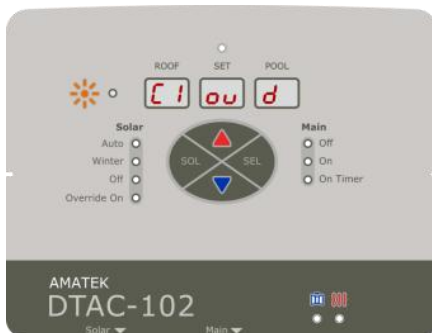 ROOF SET POOL
C1 ou d
Solar
Auto
Winter
Off
Override On
SOL SEL
Main
Off
On
On Timer
AMATEK
DTAC-102
Solar Main